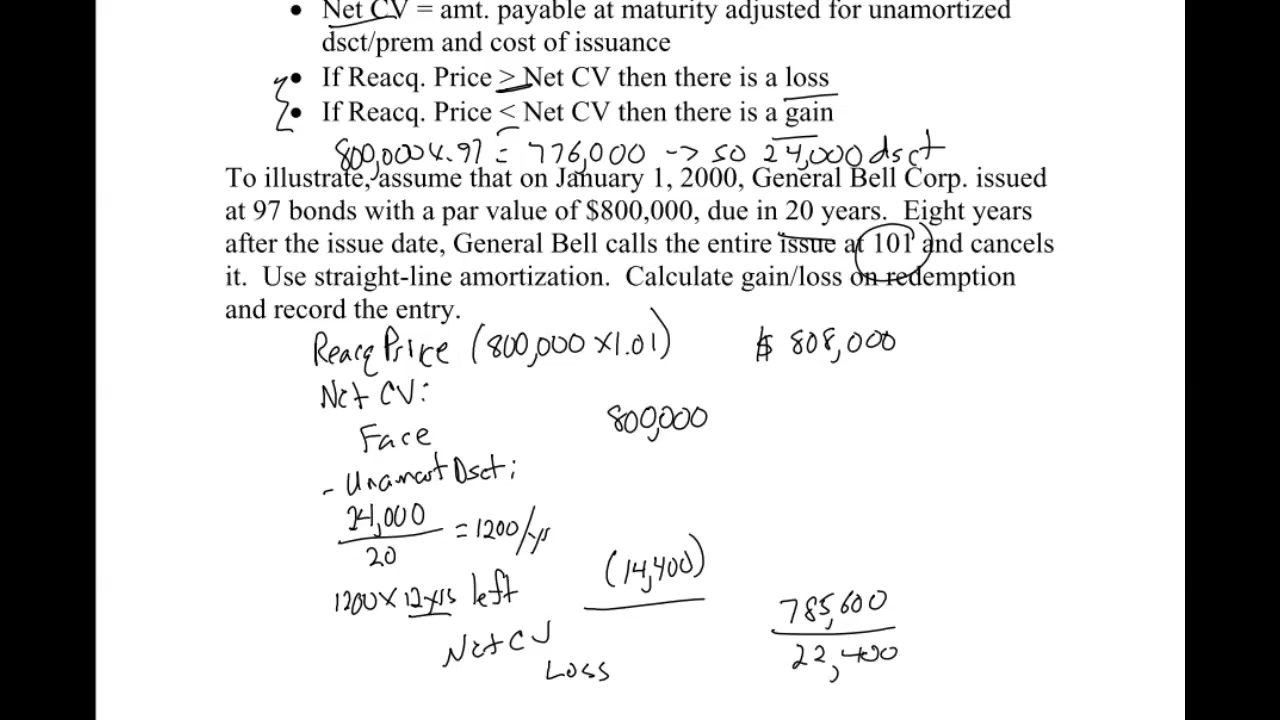 • Net CV = amt. payable at maturity adjusted for unamortized
dsct/prem and cost of issuance
• If Reacq. Price > Net CV then there is a loss
• If Reacq. Price < Net CV then there is a gain
800,000 x .97 = 776,000 -> so 24,000 dsct
To illustrate, assume that on January 1, 2000, General Bell Corp. issued
at 97 bonds with a par value of $800,000, due in 20 years. Eight years
after the issue date, General Bell calls the entire issue at 101 and cancels
it. Use straight-line amortization. Calculate gain/loss on redemption
and record the entry.
Reacq Price (800,000 x 1.01) $ 808,000
Net CV:
Face 800,000
- Unamort Dsct:
24,000
20
= 1200/yr
1200 x 12 yrs left (14,400)
Net CV 785,600
Loss 22,400